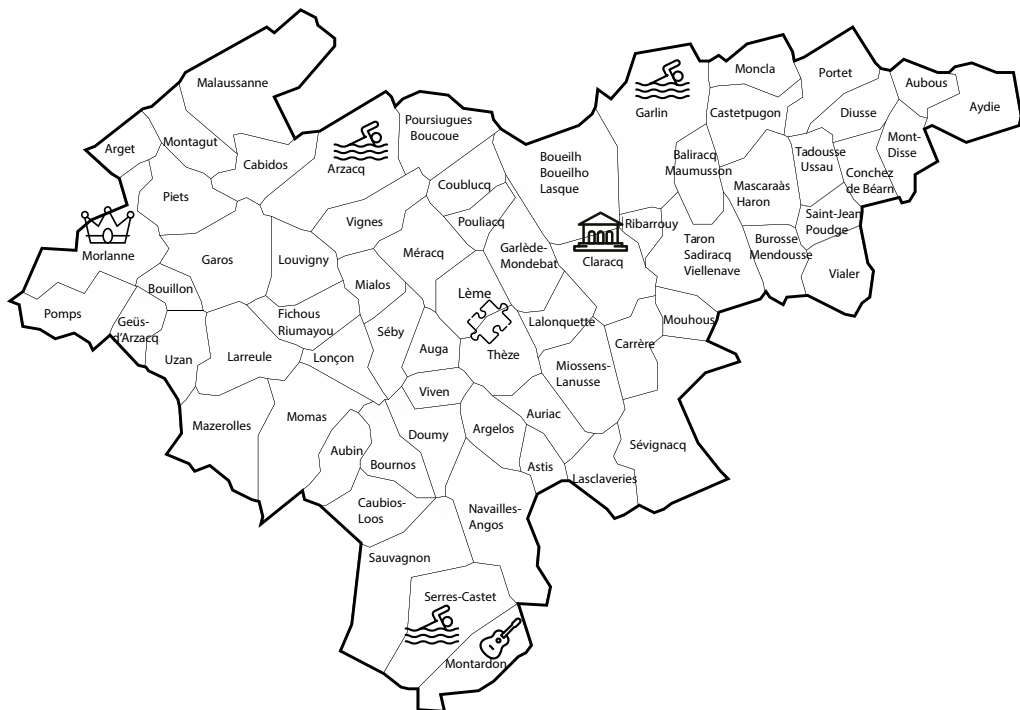 Malaussanne
Montagut
Arget
Cabidos
Piets
Morlanne
Garos
Bouillon
Pomps
Geüs-
d'Arzacq
Uzan
Larreule
Louvigny
Fichous
Riumayou
Lonçon
Mazerolles
Momas
Arzacq
Poursiugues
Boucoue
Vignes
Coublucq
Pouliacq
Méracq
Mialos
Séby
Auga
Lème
Thèze
Viven
Garlède-
Mondebat
Lalonquette
Boueilh
Boueilho
Lasque
Claracq
Ribarrouy
Garlin
Moncla
Castetpugon
Portet
Diusse
Aubous
Aydie
Mont-
Disse
Conchez
de Béarn
Tadousse
Ussau
Baliracq
Maumusson
Mascaraàs
Haron
Saint-Jean
Poudge
Burosse
Mendousse
Vialer
Taron
Sadiracq
Viellenave
Mouhous
Carrère
Miossens-
Lanusse
Auriac
Argelos
Astis
Lasclaveries
Sévignacq
Doumy
Aubin
Bournos
Caubios-
Loos
Navailles-
Angos
Sauvagnon
Serres-Castet
Montardon